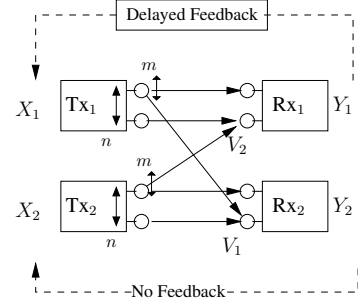 Delayed Feedback
m
X₁ Tx₁ Rx₁ Y₁
n
V₂
m
X₂ Tx₂ Rx₂ Y₂
n
V₁
No Feedback